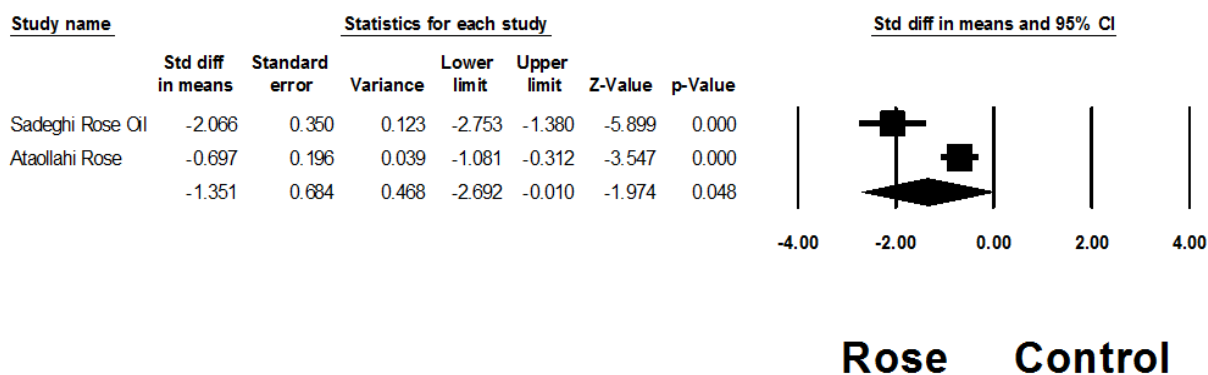 Study name Statistics for each study Std diff in means and 95% CI
Std diff in means Standard error Variance Lower limit Upper limit Z-Value p-Value
Sadeghi Rose Oil -2.066 0.350 0.123 -2.753 -1.380 -5.899 0.000
Ataollahi Rose -0.697 0.196 0.039 -1.081 -0.312 -3.547 0.000
-1.351 0.684 0.468 -2.692 -0.010 -1.974 0.048
-4.00 -2.00 0.00 2.00 4.00
Rose Control